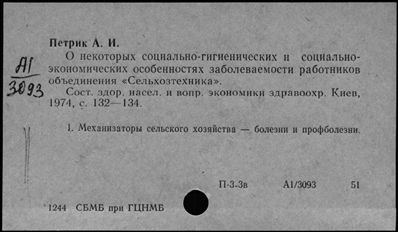 Петрик А. И.
О некоторых социально-гигиенических и социально-
экономических особенностях заболеваемости работников
объединения «Сельхозтехника».
Сост. здор. насел. и вопр. экономики здравоохр. Киев,
1974, с. 132—134.
А1
3093
1. Механизаторы сельского хозяйства — болезни и профболезни.
П-3-3в А1/3093 51
1244 СБМБ при ГЦНМБ